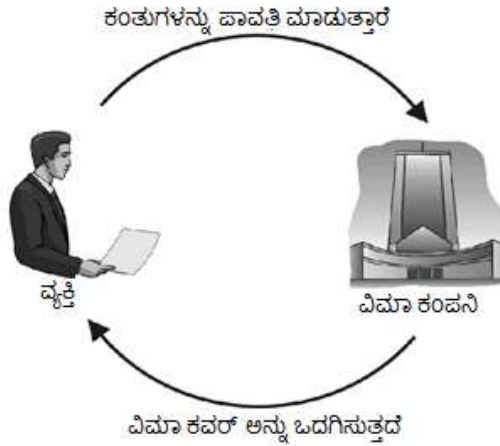 ಕಂತುಗಳನ್ನು ಪಾವತಿ ಮಾಡುತ್ತಾರೆ
ವ್ಯಕ್ತಿ
ವಿಮಾ ಕಂಪನಿ
ವಿಮಾ ಕವರ್ ಅನ್ನು ಒದಗಿಸುತ್ತದೆ